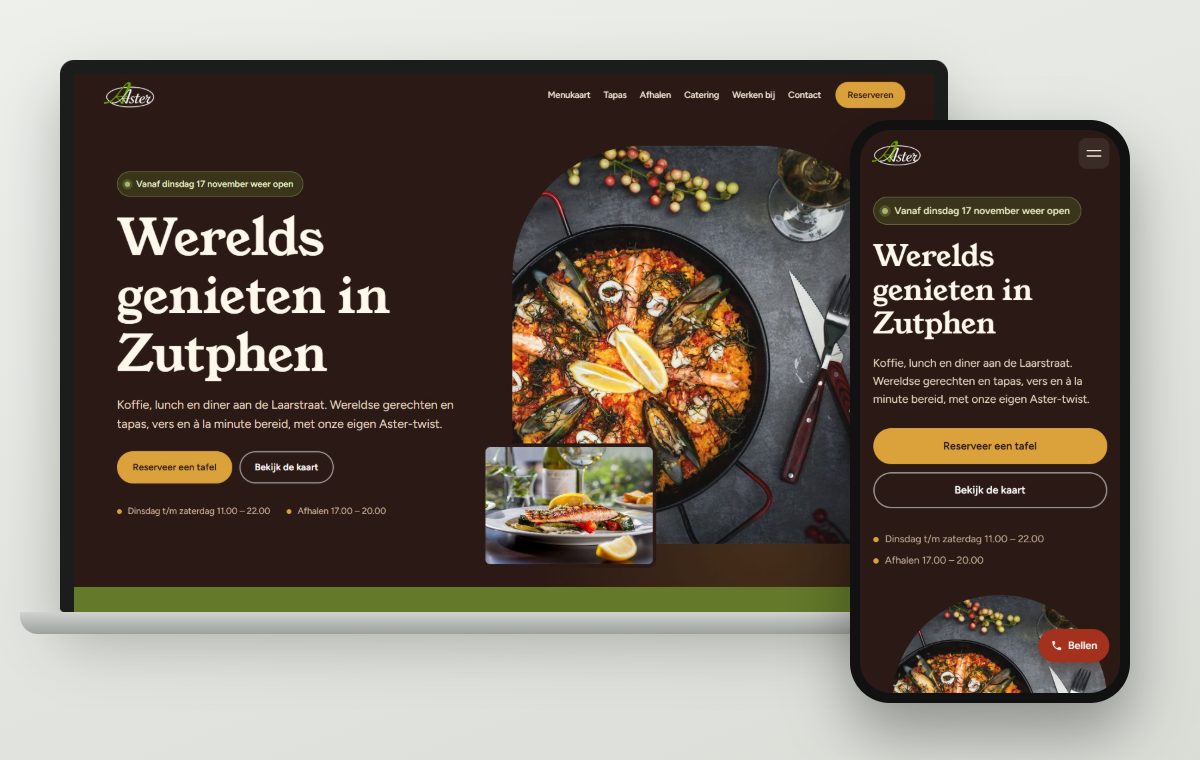 Aster
Menukaart Tapas Afhalen Catering Werken bij Contact Reserveren
Vanaf dinsdag 17 november weer open
Werelds
genieten in
Zutphen
Koffie, lunch en diner aan de Laarstraat. Wereldse gerechten en
tapas, vers en à la minute bereid, met onze eigen Aster-twist.
Reserveer een tafel Bekijk de kaart
Dinsdag t/m zaterdag 11.00 – 22.00 Afhalen 17.00 – 20.00
Aster
Vanaf dinsdag 17 november weer open
Werelds
genieten in
Zutphen
Koffie, lunch en diner aan de Laarstraat.
Wereldse gerechten en tapas, vers en à la
minute bereid, met onze eigen Aster-twist.
Reserveer een tafel
Bekijk de kaart
Dinsdag t/m zaterdag 11.00 – 22.00
Afhalen 17.00 – 20.00
Bellen